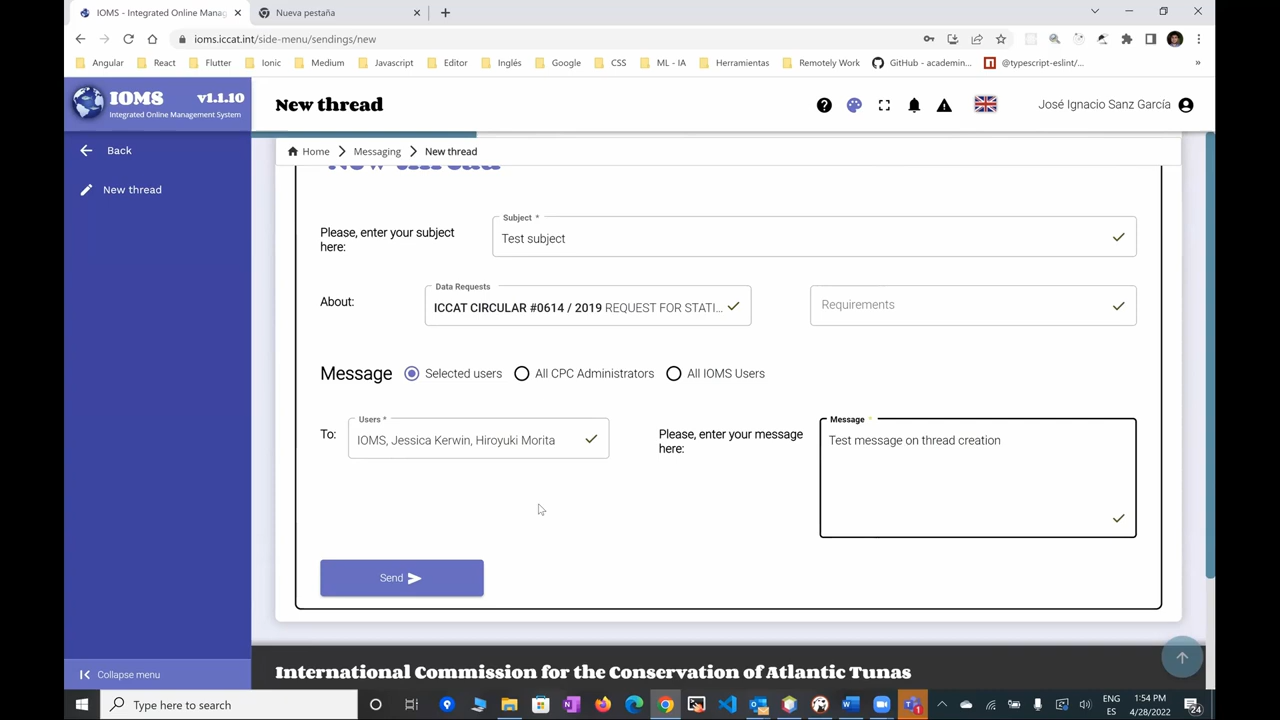 IOMS - Integrated Online Manag
Nueva pestaña
ioms.iccat.int/side-menu/sendings/new
Angular
React
Flutter
Ionic
Medium
Javascript
Editor
Inglés
Google
CSS
ML - IA
Herramientas
Remotely Work
GitHub - academin...
@typescript-eslint/...
»
IOMS v1.1.10
Integrated Online Management System
New thread
José Ignacio Sanz García
Back
New thread
Home
Messaging
New thread
Please, enter your subject
here:
Subject *
Test subject
About:
Data Requests
ICCAT CIRCULAR #0614 / 2019 REQUEST FOR STATI...
Requirements
Message
Selected users
All CPC Administrators
All IOMS Users
To:
Users *
IOMS, Jessica Kerwin, Hiroyuki Morita
Please, enter your message
here:
Message *
Test message on thread creation
Send
International Commission for the Conservation of Atlantic Tunas
Collapse menu
Type here to search
ENG
ES
1:54 PM
4/28/2022
24